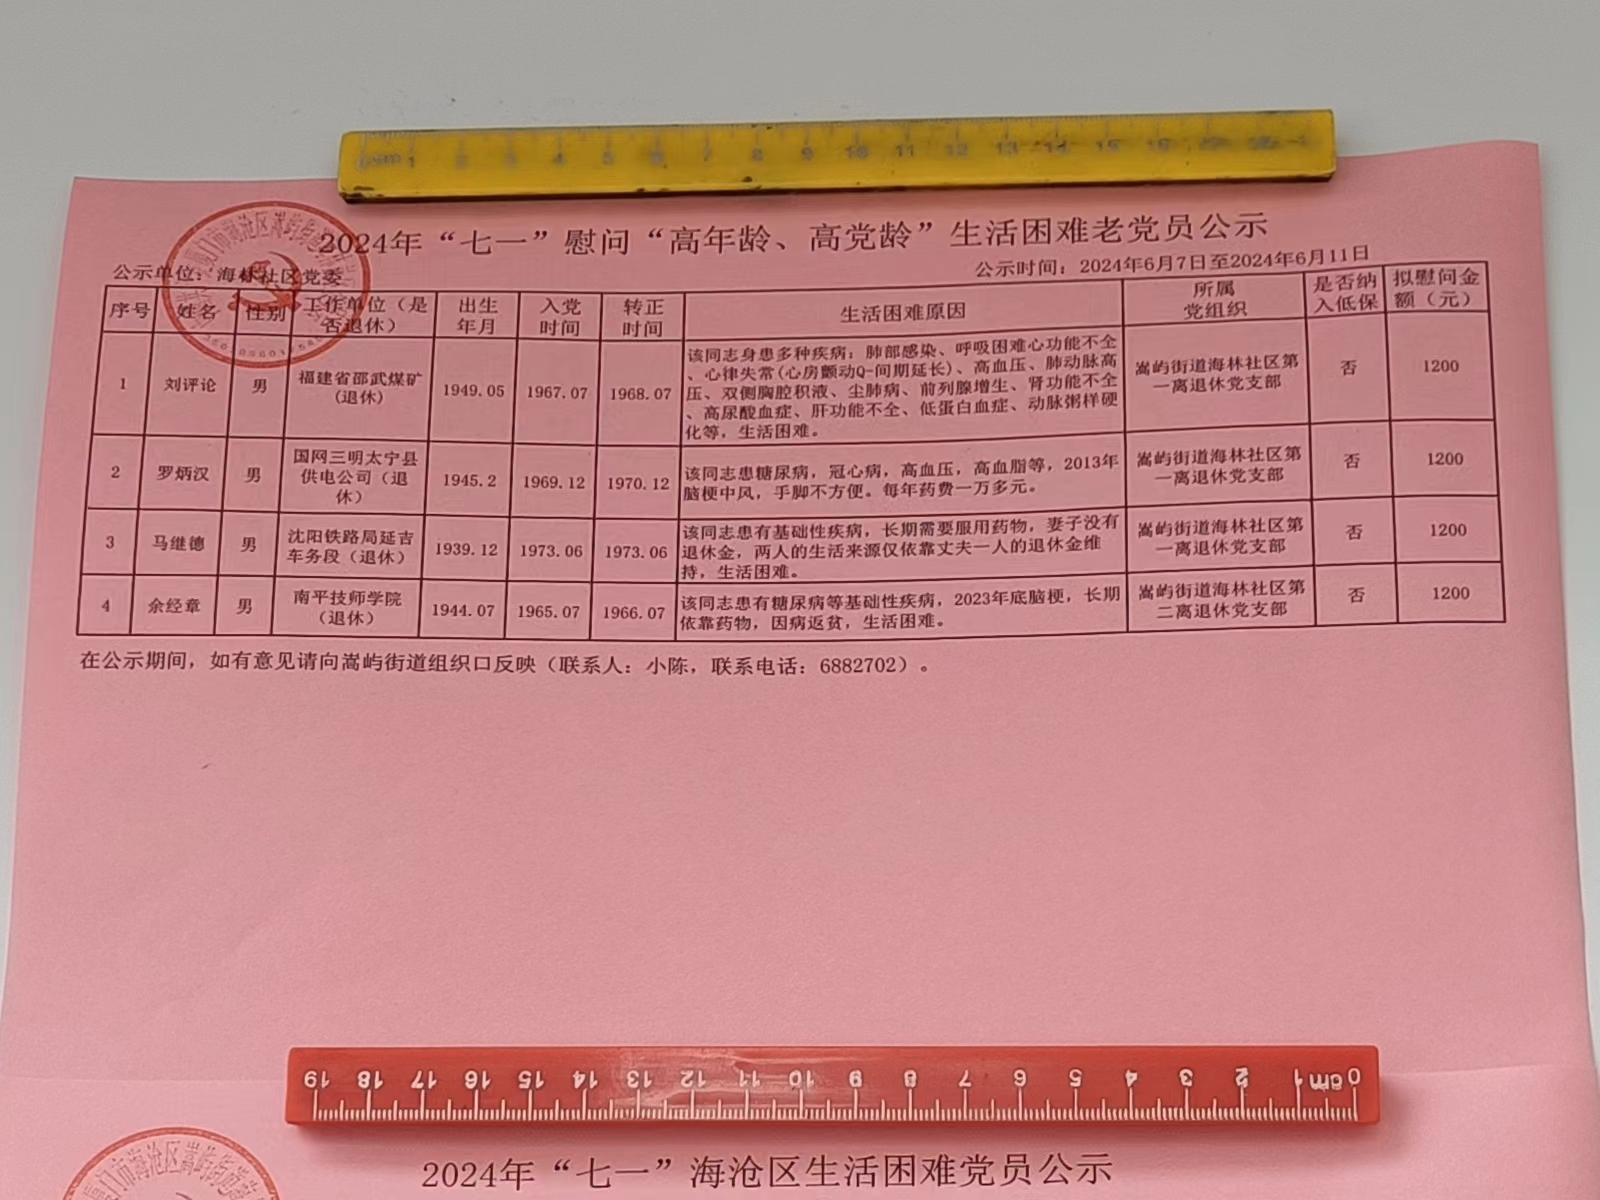 2024年“七一”慰问“高年龄、高党龄”生活困难老党员公示
公示单位：海林社区党委
公示时间：2024年6月7日至2024年6月11日
序号 姓名 性别 工作单位（是否退休） 出生年月 入党时间 转正时间 生活困难原因 所属党组织 是否纳入低保 拟慰问金额（元）
1 刘评论 男 福建省邵武煤矿(退休) 1949.05 1967.07 1968.07
该同志身患多种疾病：肺部感染、呼吸困难心功能不全
、心律失常(心房颤动Q-间期延长)、高血压、肺动脉高
压、双侧胸腔积液、尘肺病、前列腺增生、肾功能不全
、高尿酸血症、肝功能不全、低蛋白血症、动脉粥样硬
化等，生活困难。
嵩屿街道海林社区第一离退休党支部 否 1200
2 罗炳汉 男 国网三明太宁县供电公司（退休） 1945.2 1969.12 1970.12
该同志患糖尿病，冠心病，高血压，高血脂等，2013年
脑梗中风，手脚不方便。每年药费一万多元。
嵩屿街道海林社区第一离退休党支部 否 1200
3 马继德 男 沈阳铁路局延吉车务段（退休） 1939.12 1973.06 1973.06
该同志患有基础性疾病，长期需要服用药物，妻子没有
退休金，两人的生活来源仅依靠丈夫一人的退休金维
持，生活困难。
嵩屿街道海林社区第一离退休党支部 否 1200
4 余经章 男 南平技师学院（退休） 1944.07 1965.07 1966.07
该同志患有糖尿病等基础性疾病，2023年底脑梗，长期
依靠药物，因病返贫，生活困难。
嵩屿街道海林社区第二离退休党支部 否 1200
在公示期间，如有意见请向嵩屿街道组织口反映（联系人：小陈，联系电话：6882702）。
0cm 1 2 3 4 5 6 7 8 9 10 11 12 13 14 15 16 17 18 19
2024年“七一”海沧区生活困难党员公示